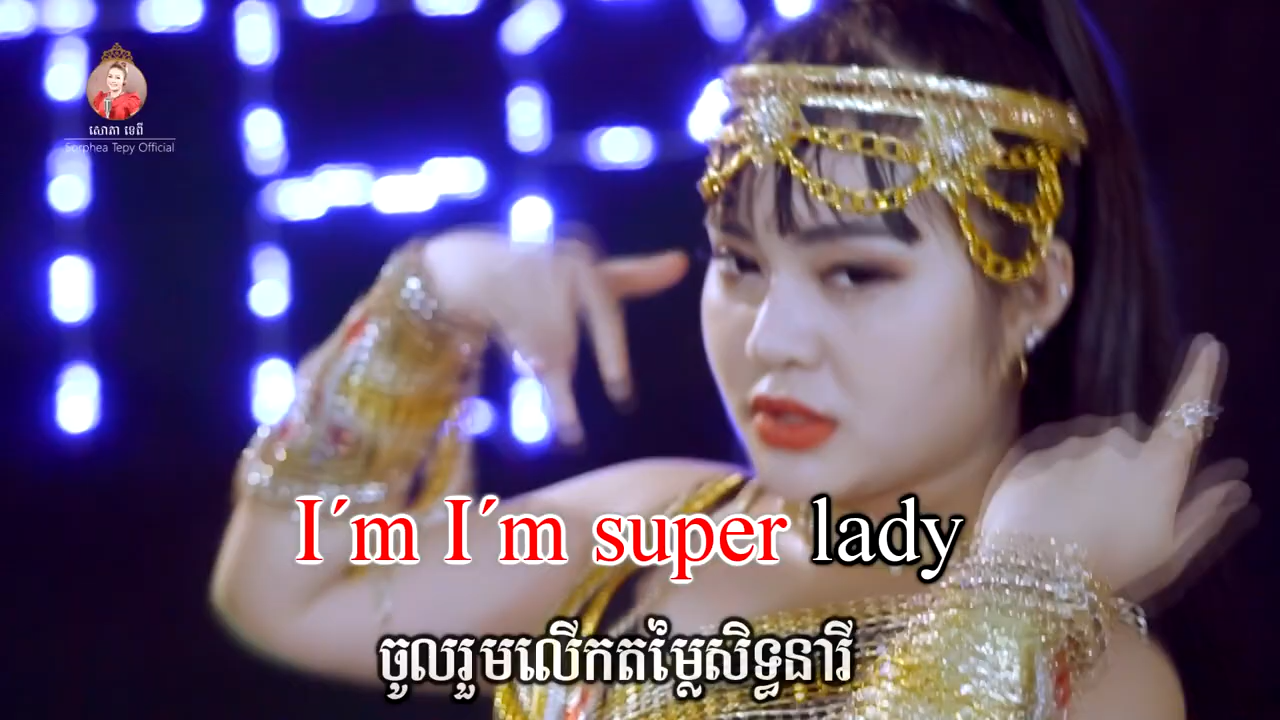 សោភា ទេពី
Sorphea Tepy Official
I´m I´m super lady
ចូលរួមលើកតម្លៃសិទ្ធនារី